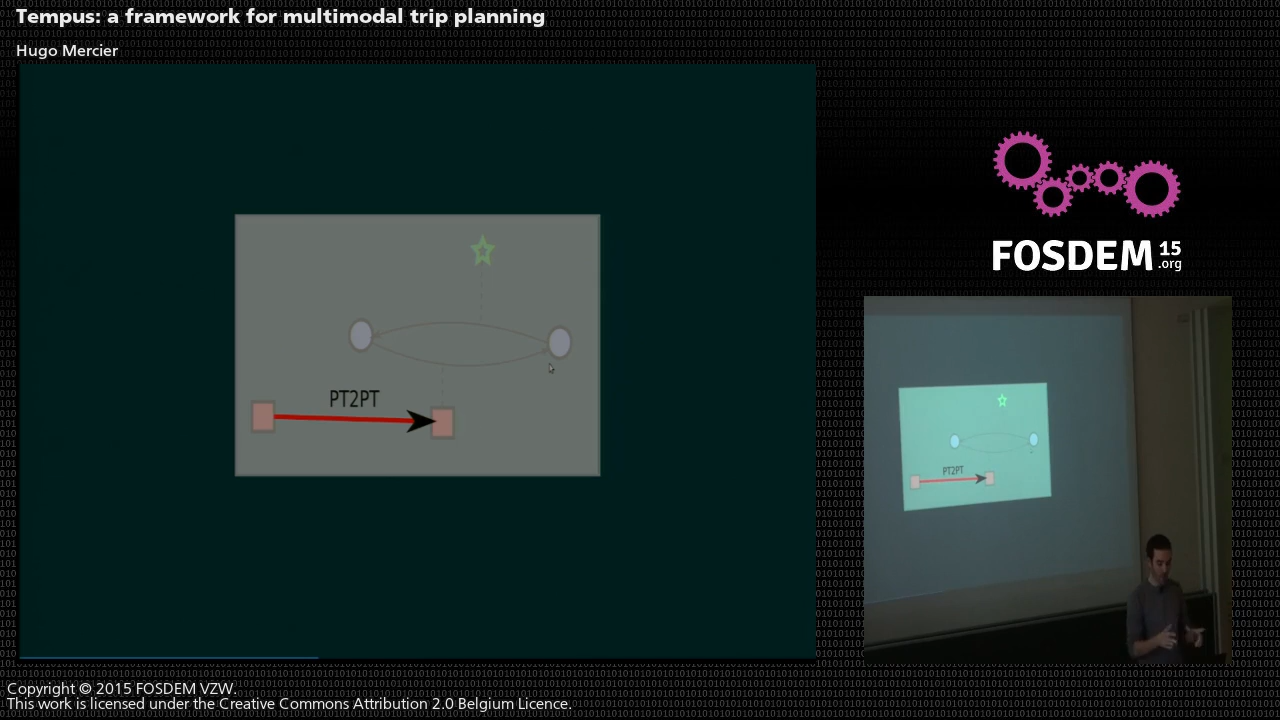 Tempus: a framework for multimodal trip planning
Hugo Mercier
PT2PT
FOSDEM 15
.org
PT2PT
Copyright © 2015 FOSDEM VZW.
This work is licensed under the Creative Commons Attribution 2.0 Belgium Licence.